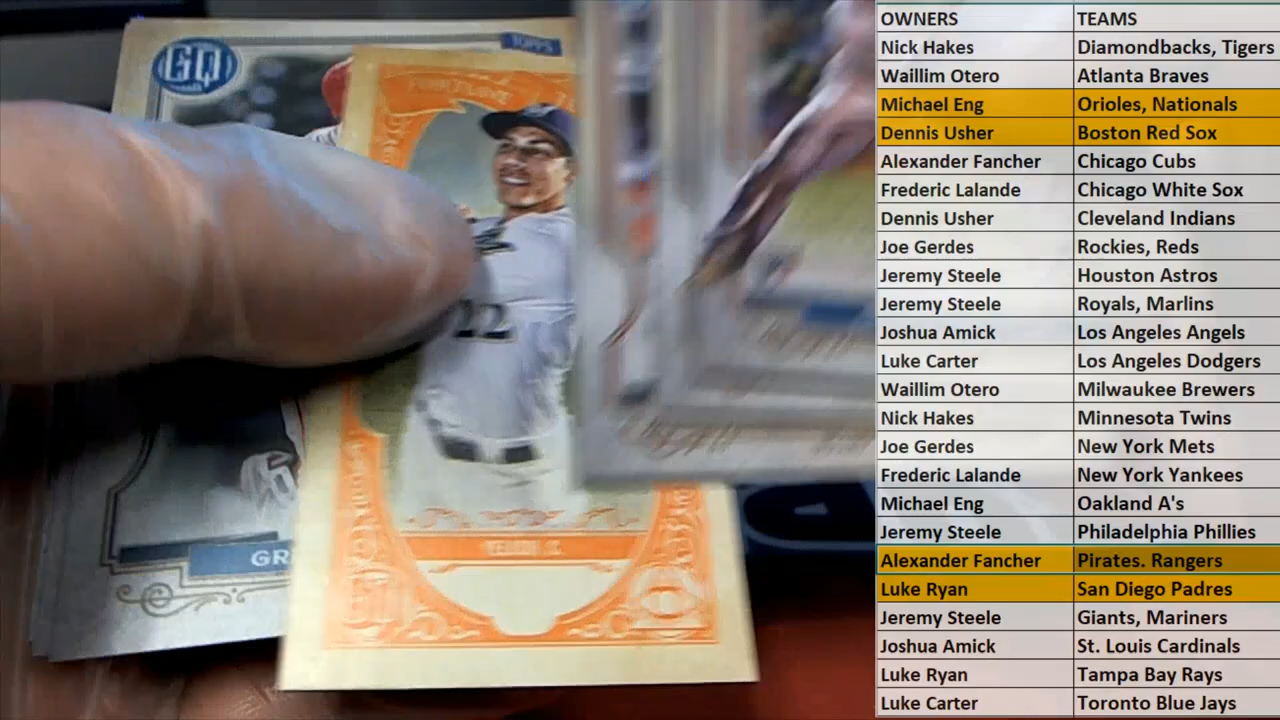 GQ
TOPPS
FORTUNE
22
YELICH C.
GR
OWNERS TEAMS
Nick Hakes Diamondbacks, Tigers
Waillim Otero Atlanta Braves
Michael Eng Orioles, Nationals
Dennis Usher Boston Red Sox
Alexander Fancher Chicago Cubs
Frederic Lalande Chicago White Sox
Dennis Usher Cleveland Indians
Joe Gerdes Rockies, Reds
Jeremy Steele Houston Astros
Jeremy Steele Royals, Marlins
Joshua Amick Los Angeles Angels
Luke Carter Los Angeles Dodgers
Waillim Otero Milwaukee Brewers
Nick Hakes Minnesota Twins
Joe Gerdes New York Mets
Frederic Lalande New York Yankees
Michael Eng Oakland A's
Jeremy Steele Philadelphia Phillies
Alexander Fancher Pirates. Rangers
Luke Ryan San Diego Padres
Jeremy Steele Giants, Mariners
Joshua Amick St. Louis Cardinals
Luke Ryan Tampa Bay Rays
Luke Carter Toronto Blue Jays